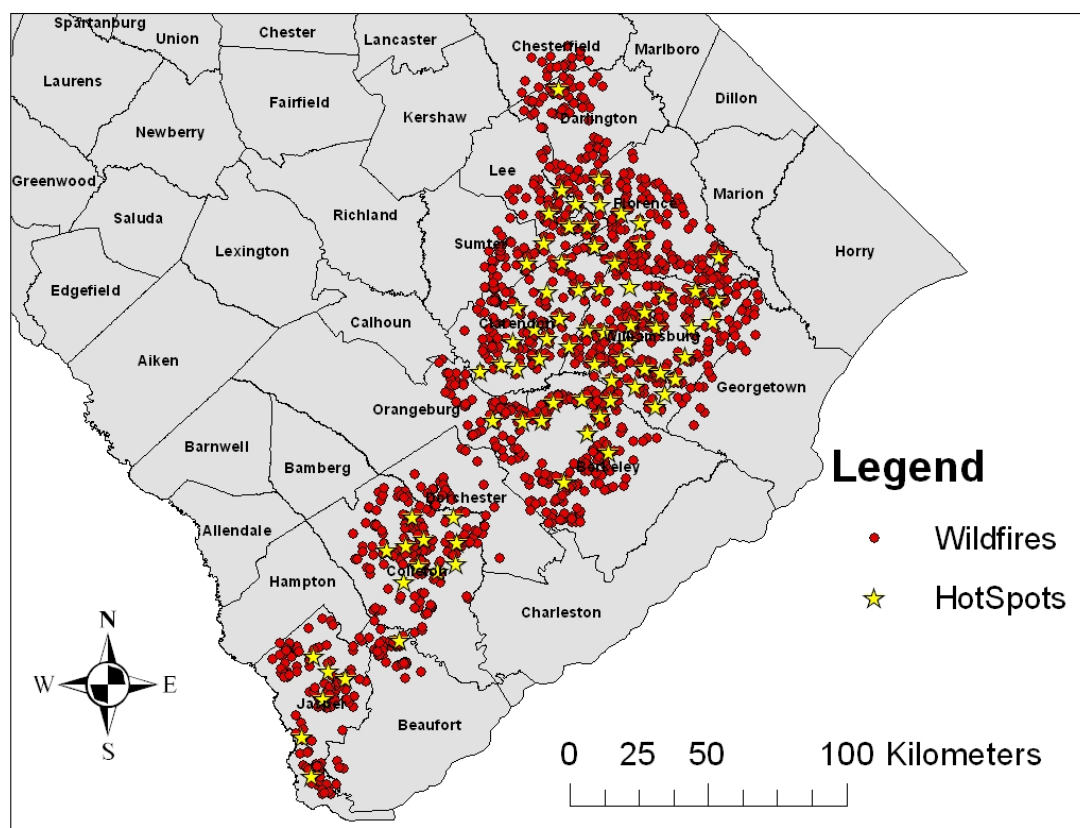 Spartanburg
Union
Chester
Lancaster
Chesterfield
Marlboro
Laurens
Fairfield
Dillon
Newberry
Kershaw
Darlington
Greenwood
Lee
Marion
Saluda
Richland
Florence
Lexington
Sumter
Horry
Edgefield
Calhoun
Clarendon
Williamsburg
Aiken
Georgetown
Orangeburg
Barnwell
Bamberg
Berkeley
Legend
Dorchester
Allendale
Wildfires
Colleton
Hampton
HotSpots
Charleston
N
W
E
S
Jasper
Beaufort
0 25 50 100 Kilometers